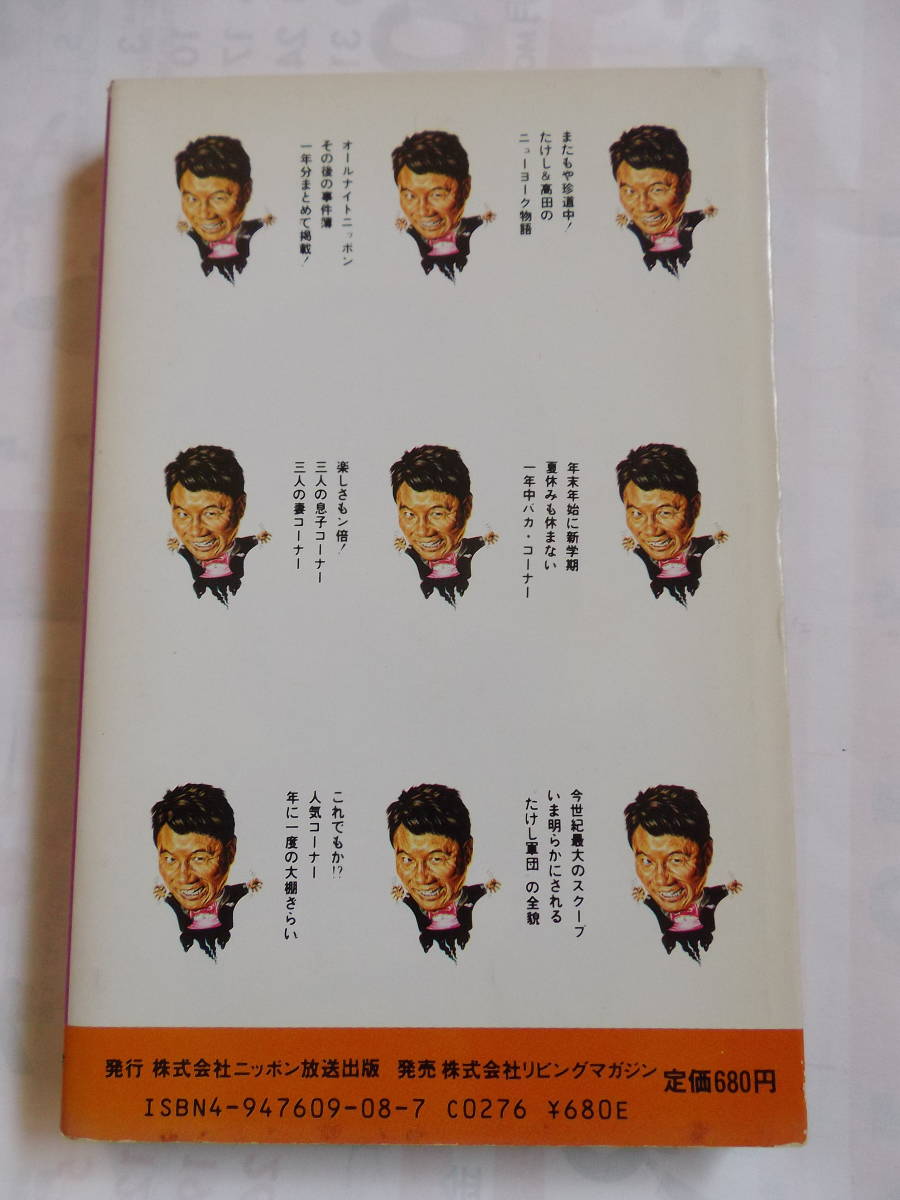 またもや珍道中！
たけし＆高田の
ニューヨーク物語
オールナイトニッポン
その後の事件簿
一年分まとめて掲載！
年末年始に新学期
夏休みも休まない
一年中バカ・コーナー
楽しさもン倍！
三人の息子コーナー
三人の妻コーナー
今世紀最大のスクープ
いま明らかにされる
“たけし軍団”の全貌
これでもか!?
人気コーナー
年に一度の大棚ざらい
発行 株式会社ニッポン放送出版 発売 株式会社リビングマガジン 定価680円
ISBN4-947609-08-7 C0276 ¥680E